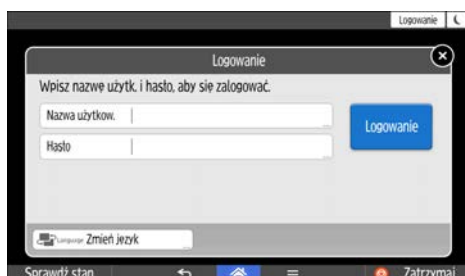 Logowanie
Logowanie
Wpisz nazwę użytk. i hasło, aby się zalogować.
Nazwa użytkow.
Logowanie
Hasło
Language Zmień język
Sprawdź stan Zatrzymaj